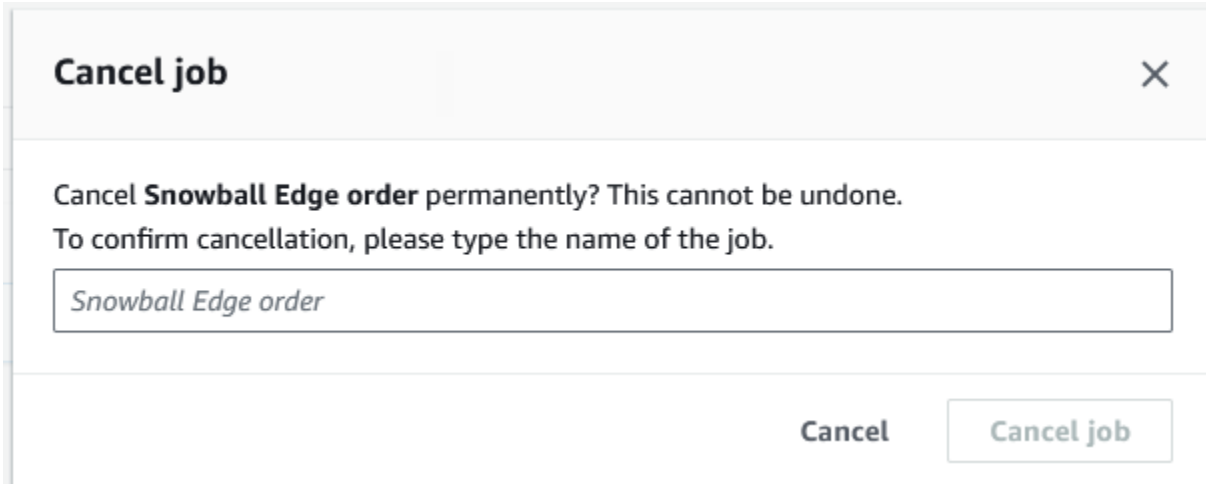 Cancel job
Cancel Snowball Edge order permanently? This cannot be undone.
To confirm cancellation, please type the name of the job.
Snowball Edge order
Cancel Cancel job